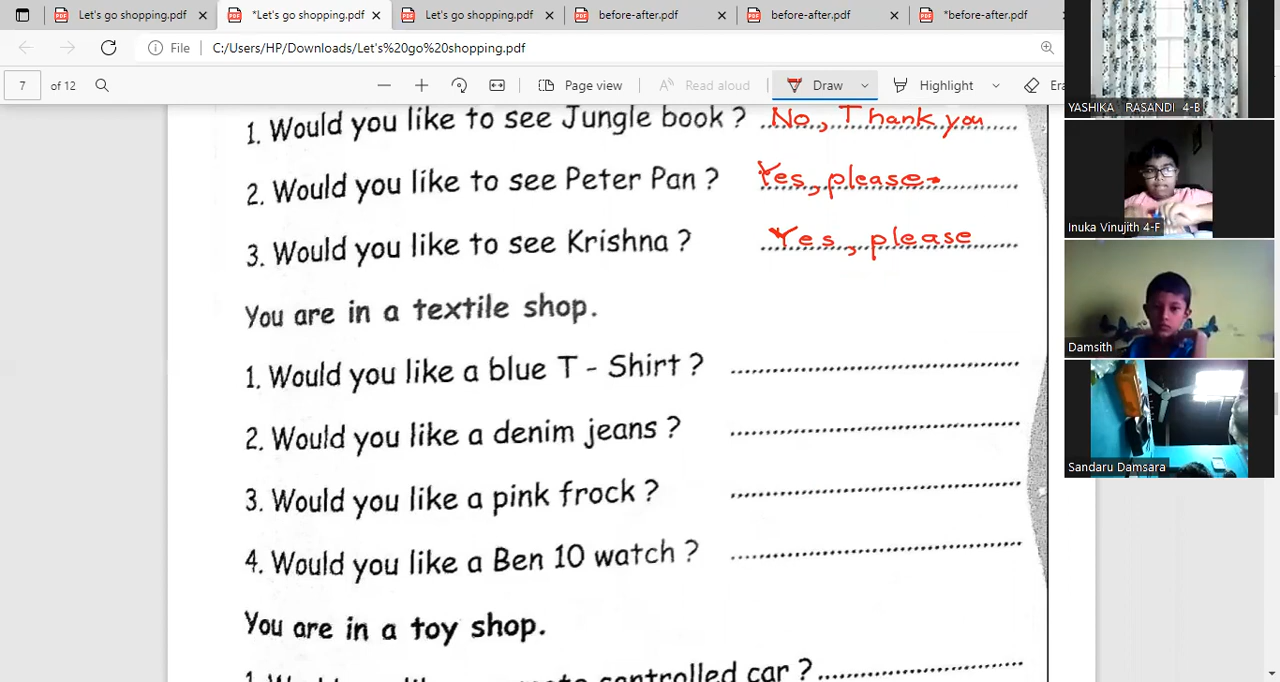 Let's go shopping.pdf
*Let's go shopping.pdf
Let's go shopping.pdf
before-after.pdf
before-after.pdf
*before-after.pdf
File C:/Users/HP/Downloads/Let's%20go%20shopping.pdf
7 of 12 Page view Read aloud Draw Highlight
1. Would you like to see Jungle book ? No, Thank you
2. Would you like to see Peter Pan ? Yes, please.
3. Would you like to see Krishna ? Yes, please
You are in a textile shop.
1. Would you like a blue T - Shirt ?
2. Would you like a denim jeans ?
3. Would you like a pink frock ?
4. Would you like a Ben 10 watch ?
You are in a toy shop.
controlled car ?
YASHIKA RASANDI 4-B
Inuka Vinujith 4-F
Damsith
Sandaru Damsara